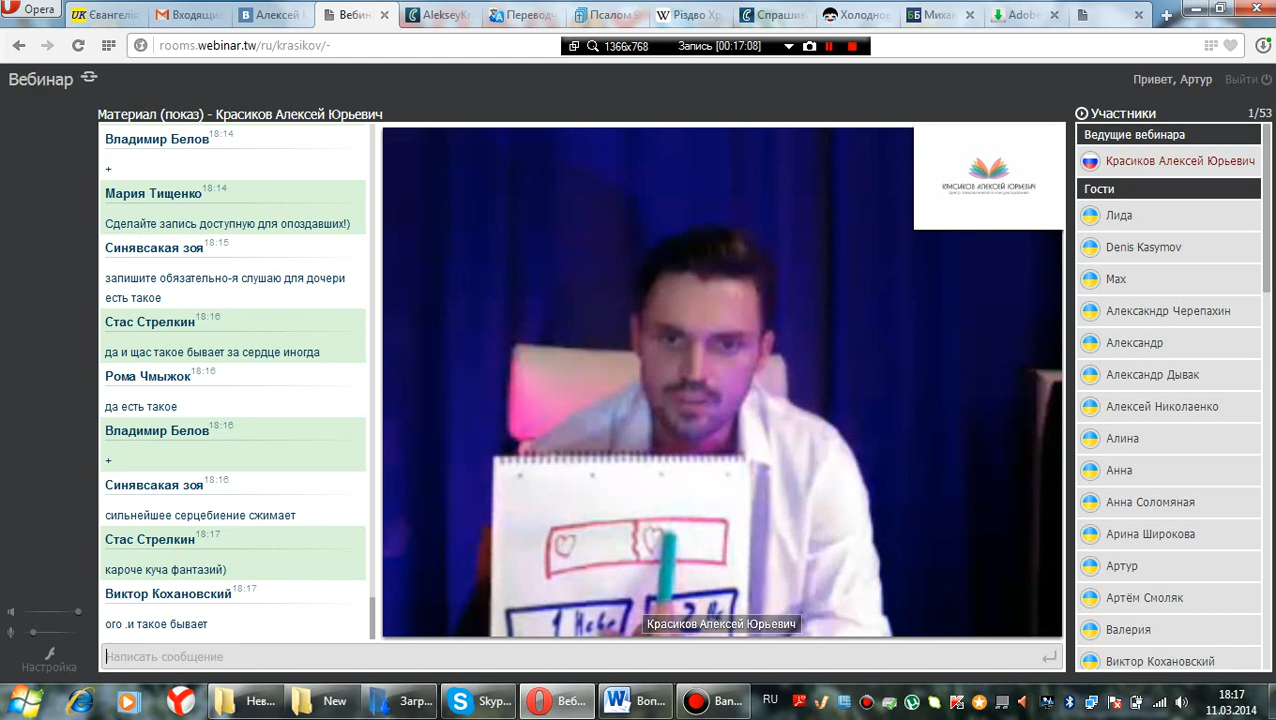 Opera
Євангеліє
Входящие
Алексей К
Вебин
AlekseyK
Переводч
Псалом
Різдво Хр
Спрашив
Холодное
Миха
Adobe
rooms.webinar.tw/ru/krasikov/-
1366x768
Запись [00:17:08]
Вебинар
Привет, Артур
Выйти
Материал (показ) - Красиков Алексей Юрьевич
Участники
1/53
Владимир Белов 18:14
+
Мария Тищенко 18:14
Сделайте запись доступную для опоздавших!)
Синявсакая зоя 18:15
запишите обязательно-я слушаю для дочери
есть такое
Стас Стрелкин 18:16
да и щас такое бывает за сердце иногда
Рома Чмыжок 18:16
да есть такое
Владимир Белов 18:16
+
Синявсакая зоя 18:16
сильнейшее серцебиение сжимает
Стас Стрелкин 18:17
кароче куча фантазий)
Виктор Кохановский 18:17
ого .и такое бывает
Написать сообщение
Настройка
КРАСИКОВ АЛЕКСЕЙ ЮРЬЕВИЧ
Красиков Алексей Юрьевич
Ведущие вебинара
Красиков Алексей Юрьевич
Гости
Лида
Denis Kasymov
Max
Алексакндр Черепахин
Александр
Александр Дывак
Алексей Николаенко
Алина
Анна
Анна Соломяная
Арина Широкова
Артур
Артём Смоляк
Валерия
Виктор Кохановский
Нев...
New
Загр...
Skyp...
Веб...
Воп...
Ban...
RU
18:17
11.03.2014